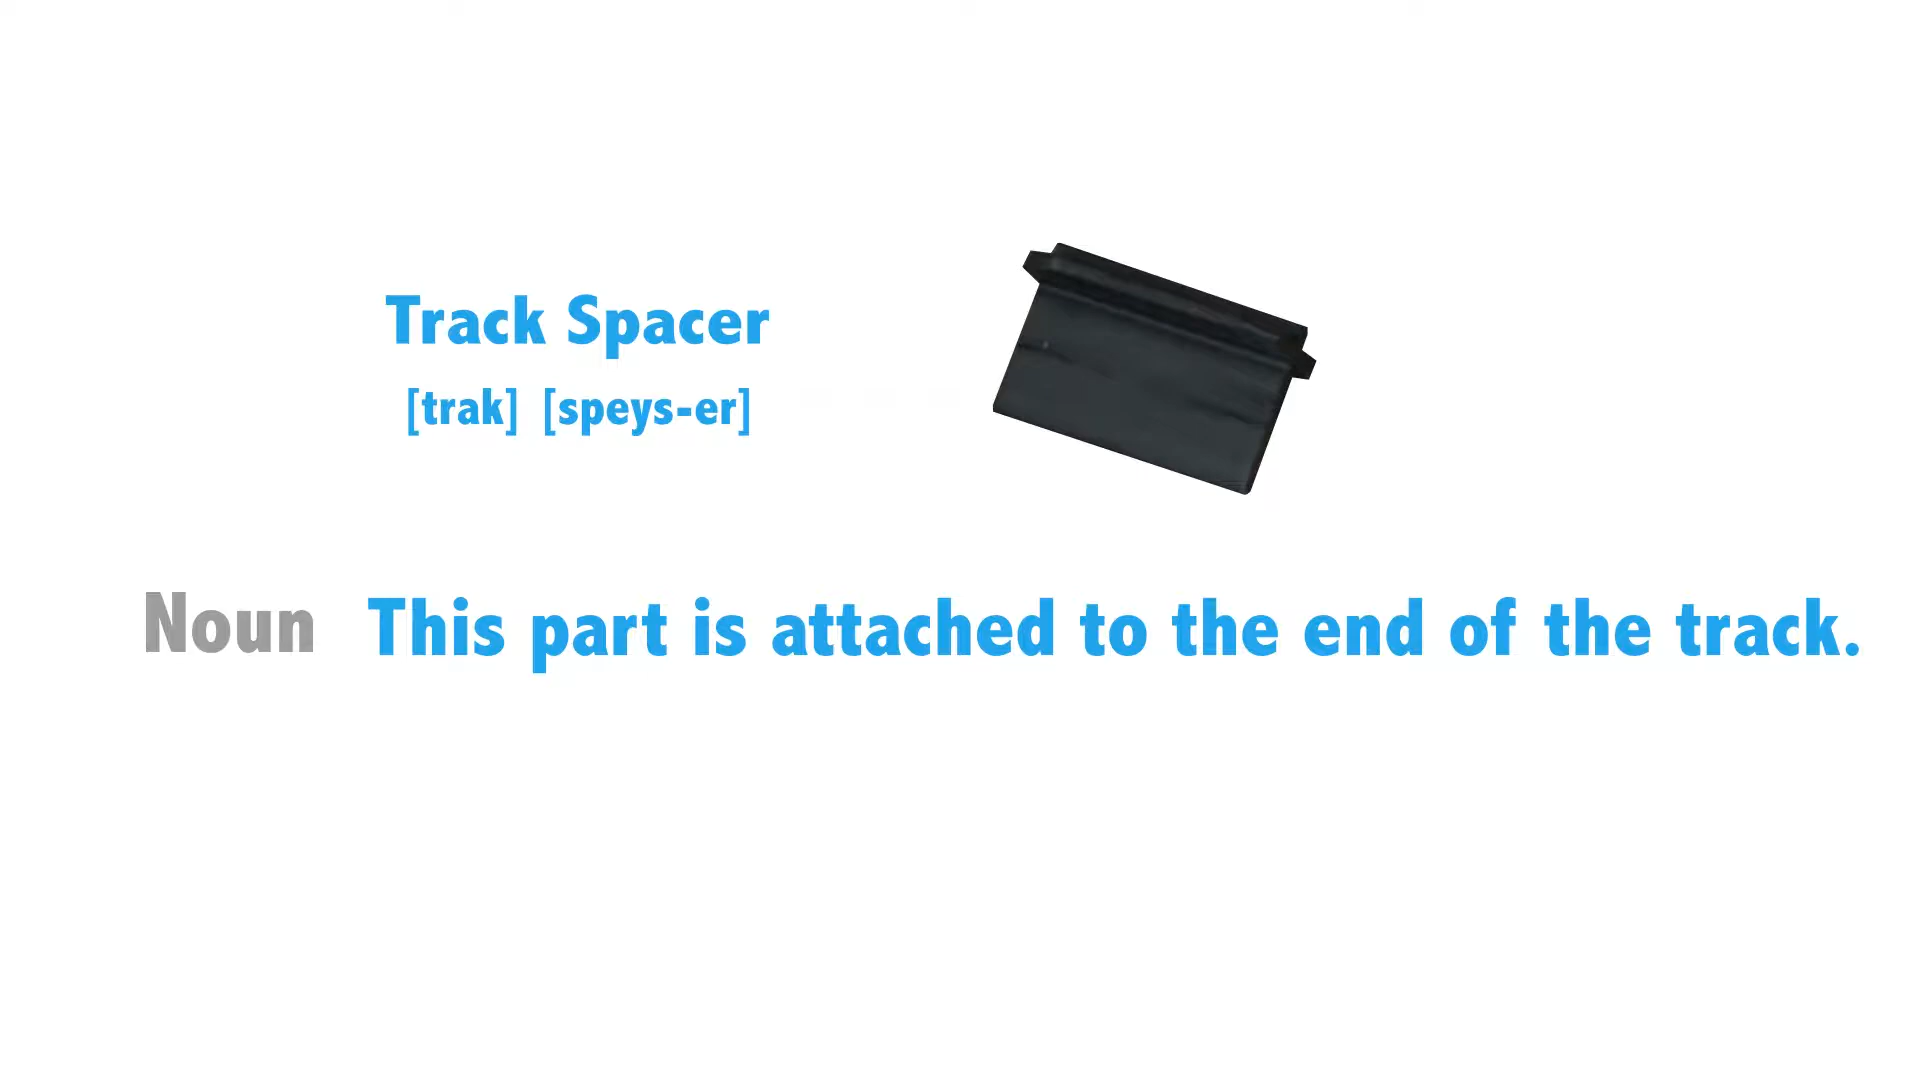 Track Spacer
[trak] [speys-er]
Noun This part is attached to the end of the track.